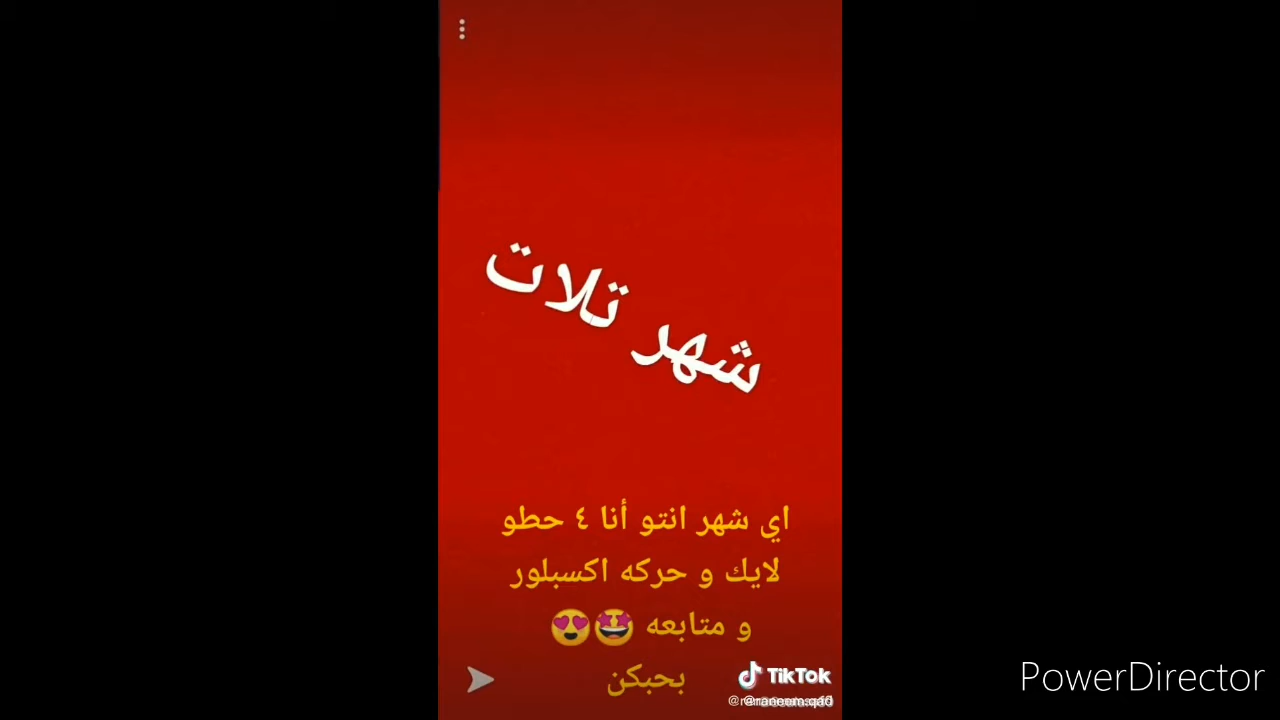 شهر تلات
اي شهر انتو أنا ٤ حطو
لايك و حركه اكسبلور
و متابعه 🤩😍
بحبكن
TikTok
PowerDirector